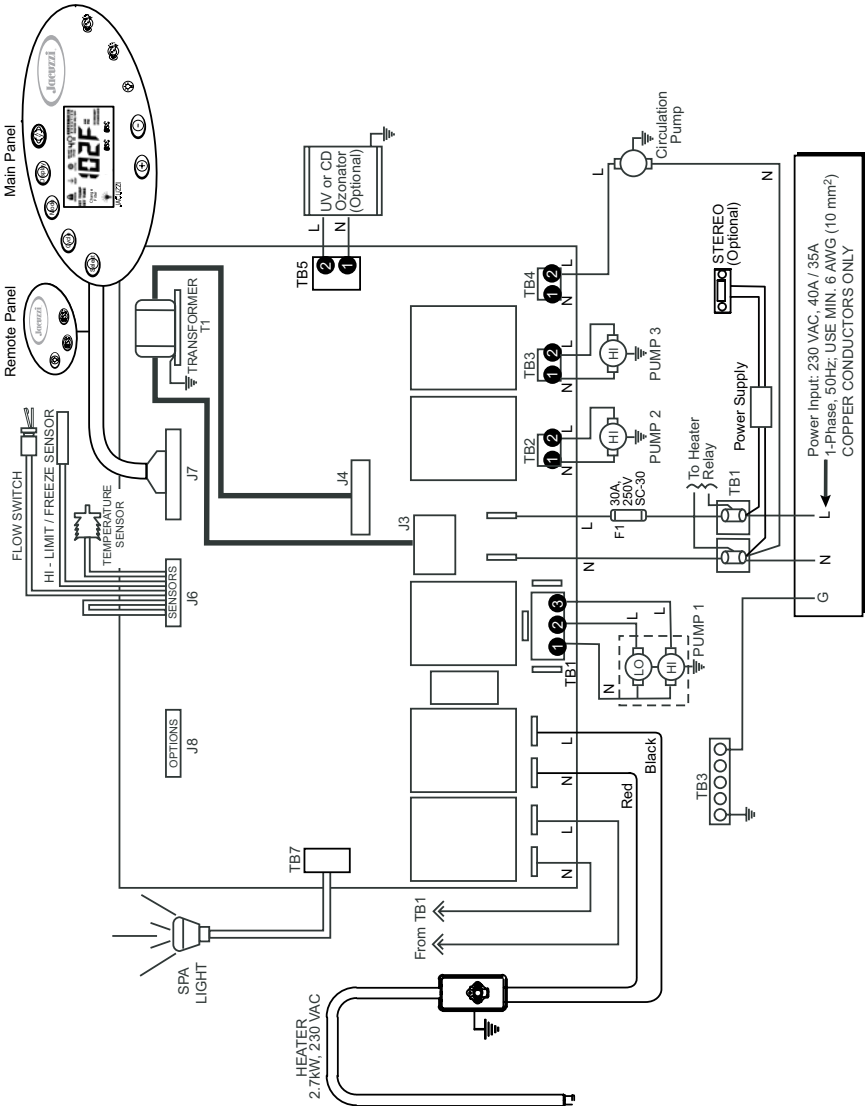 Main Panel
Jacuzzi
102F
JACUZZI
+
-
Remote Panel
Jacuzzi
FLOW SWITCH
HI - LIMIT / FREEZE SENSOR
TEMPERATURE
SENSOR
SENSORS
J6
J7
OPTIONS
J8
TRANSFORMER
T1
J4
J3
TB7
SPA
LIGHT
HEATER
2.7kW, 230 VAC
From TB1
N
L
N
L
Red
Black
TB1
1
2
3
N
L
L
LO
HI
PUMP 1
N
L
F1
30A,
250V
SC-30
To Heater
Relay
TB1
TB2
1
2
N
L
HI
PUMP 2
TB3
1
2
N
L
HI
PUMP 3
TB4
1
2
N
L
TB5
2
1
L
N
UV or CD
Ozonator
(Optional)
L
N
Circulation
Pump
STEREO
(Optional)
Power Supply
TB3
G
N
L
Power Input: 230 VAC, 40A / 35A
1-Phase, 50Hz; USE MIN. 6 AWG (10 mm²)
COPPER CONDUCTORS ONLY